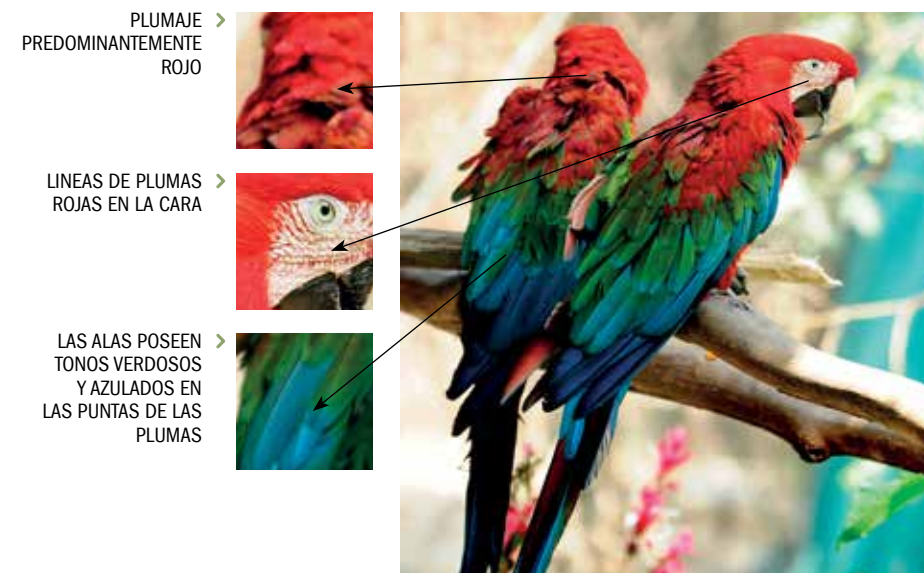 PLUMAJE
PREDOMINANTEMENTE
ROJO
LINEAS DE PLUMAS
ROJAS EN LA CARA
LAS ALAS POSEEN
TONOS VERDOSOS
Y AZULADOS EN
LAS PUNTAS DE LAS
PLUMAS